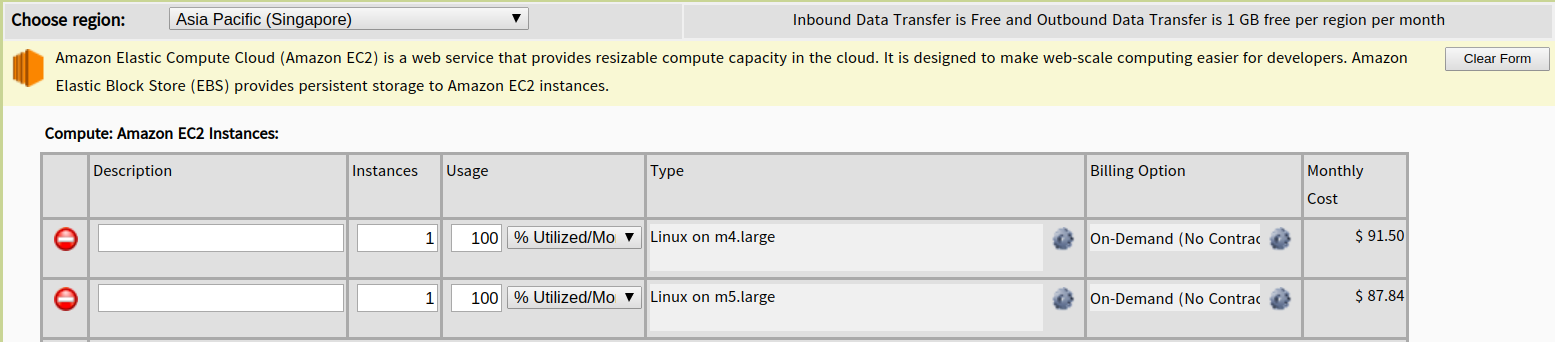 Choose region: Asia Pacific (Singapore) Inbound Data Transfer is Free and Outbound Data Transfer is 1 GB free per region per month
Amazon Elastic Compute Cloud (Amazon EC2) is a web service that provides resizable compute capacity in the cloud. It is designed to make web-scale computing easier for developers. Amazon
Elastic Block Store (EBS) provides persistent storage to Amazon EC2 instances.
Clear Form
Compute: Amazon EC2 Instances:
Description Instances Usage Type Billing Option Monthly
Cost
1 100 % Utilized/Mo Linux on m4.large On-Demand (No Contrac $ 91.50
1 100 % Utilized/Mo Linux on m5.large On-Demand (No Contrac $ 87.84